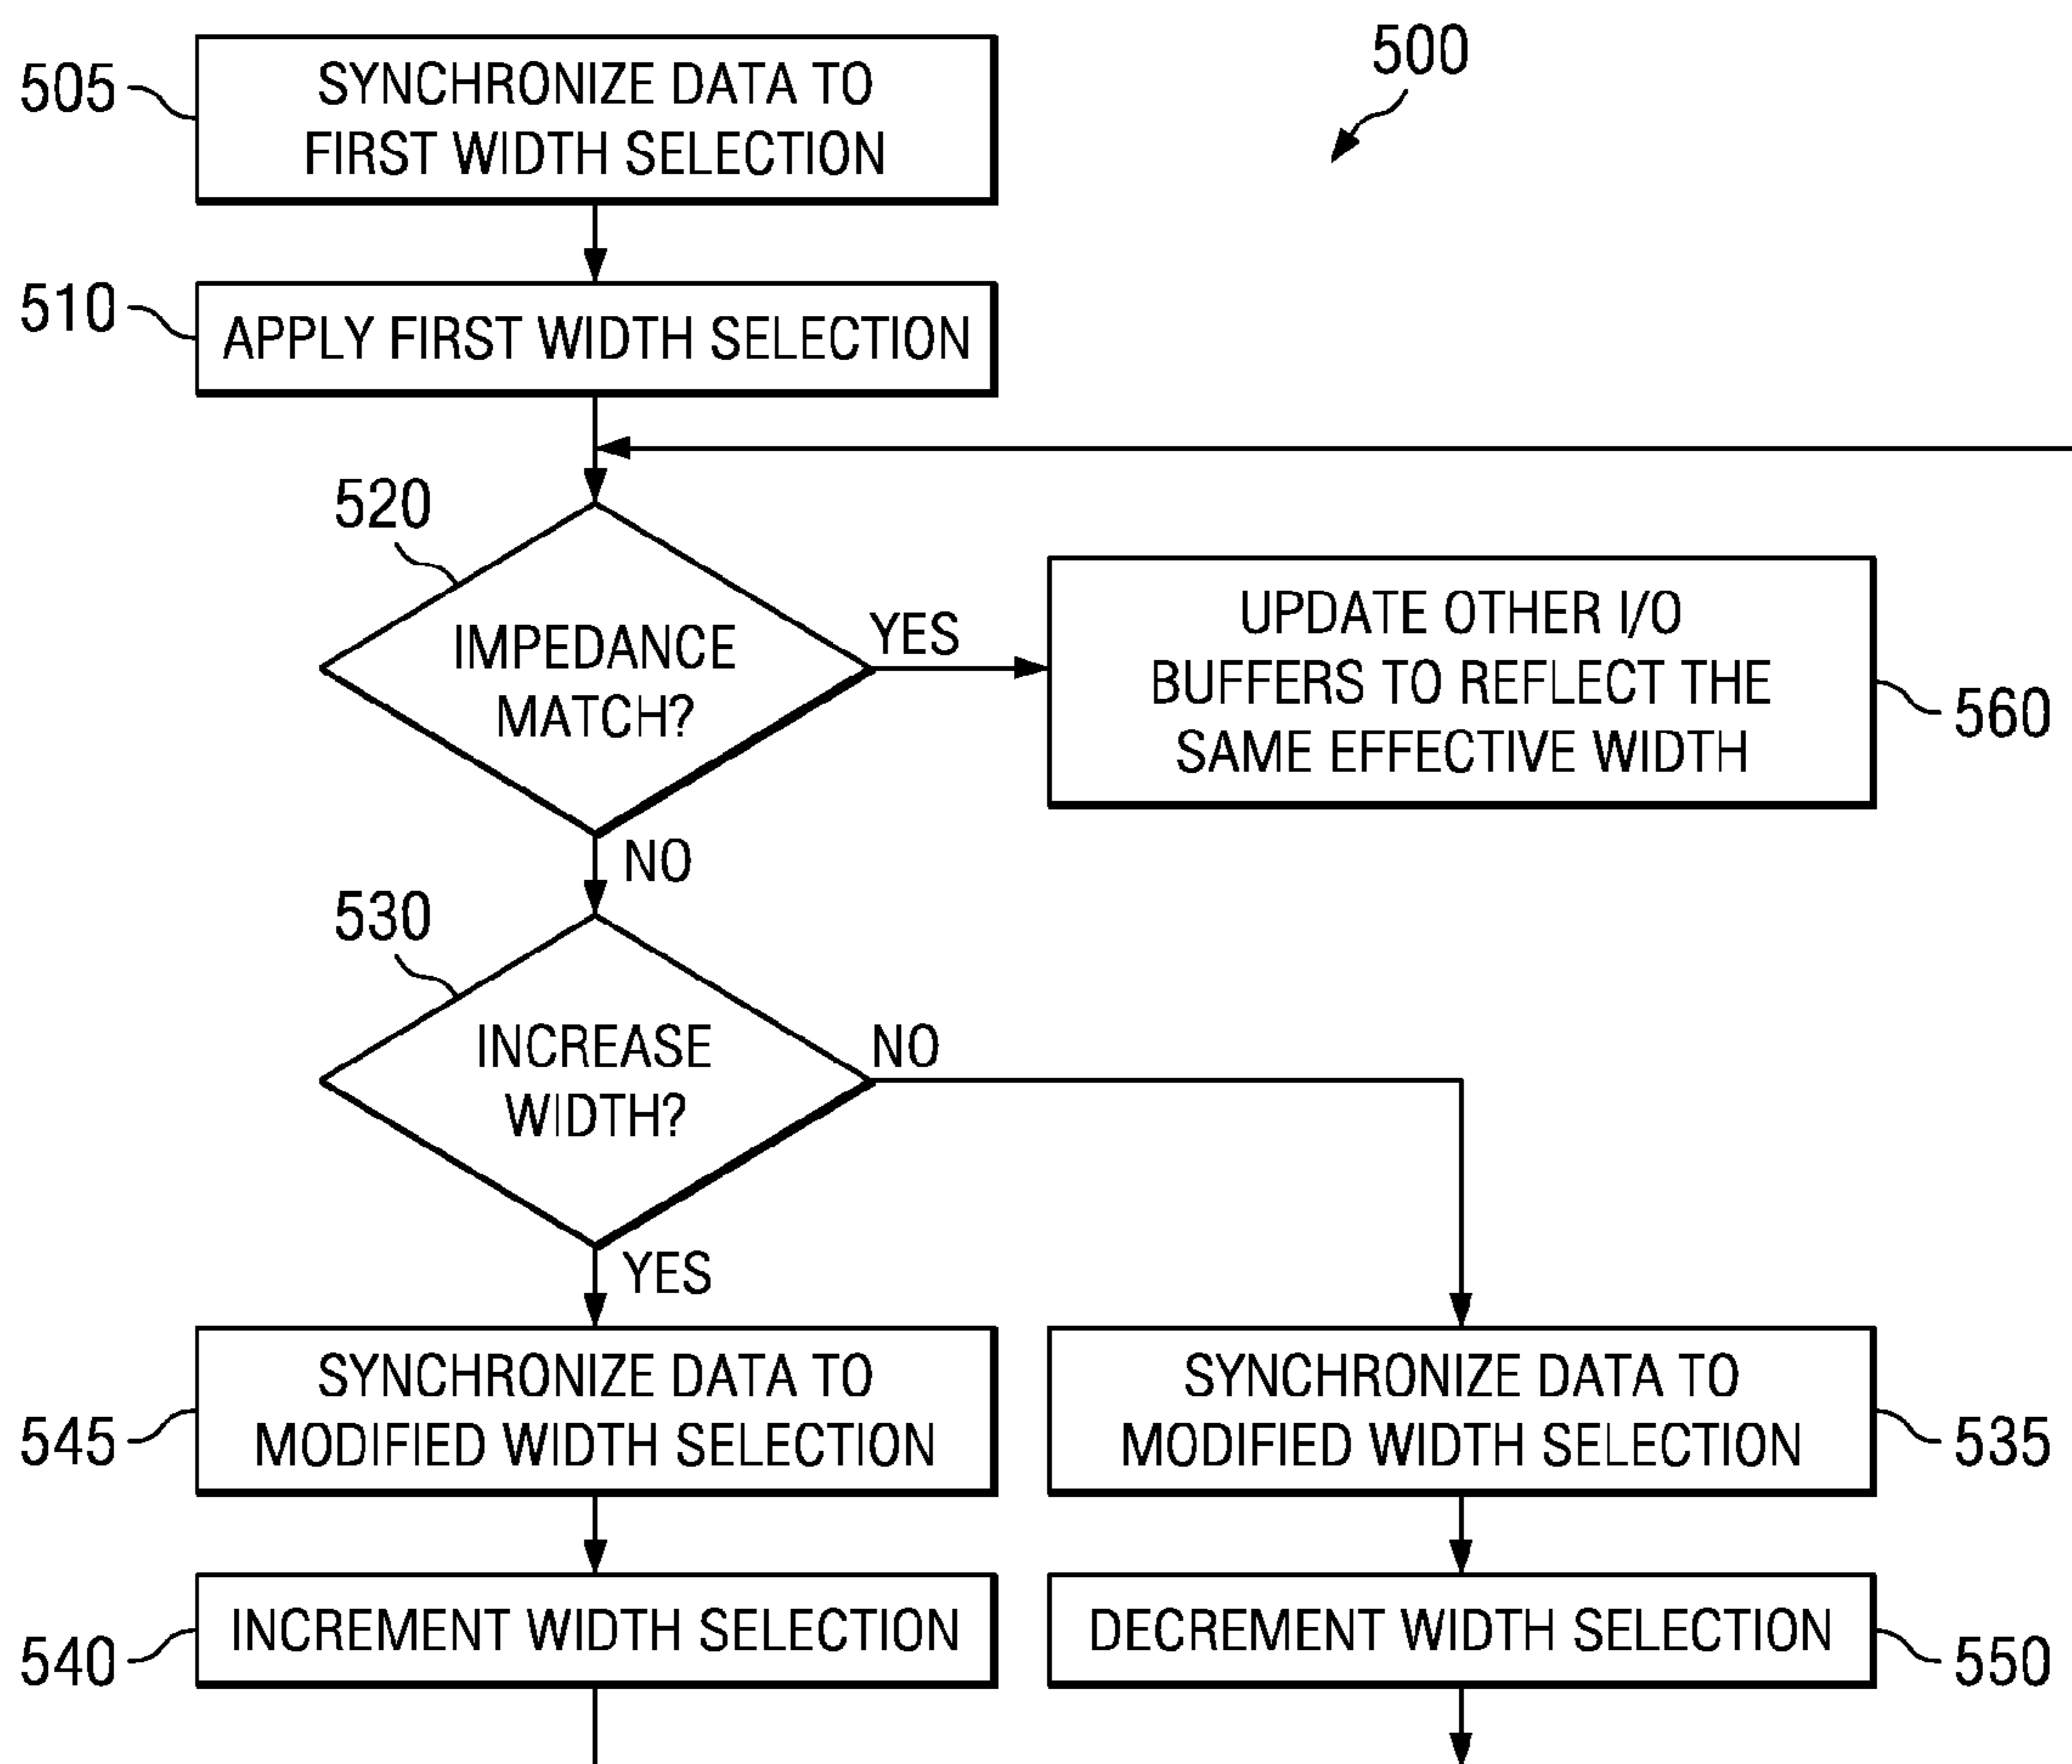 500
505
SYNCHRONIZE DATA TO
FIRST WIDTH SELECTION
510
APPLY FIRST WIDTH SELECTION
520
IMPEDANCE
MATCH?
YES
UPDATE OTHER I/O
BUFFERS TO REFLECT THE
SAME EFFECTIVE WIDTH
560
NO
530
INCREASE
WIDTH?
NO
YES
545
SYNCHRONIZE DATA TO
MODIFIED WIDTH SELECTION
SYNCHRONIZE DATA TO
MODIFIED WIDTH SELECTION
535
540
INCREMENT WIDTH SELECTION
DECREMENT WIDTH SELECTION
550